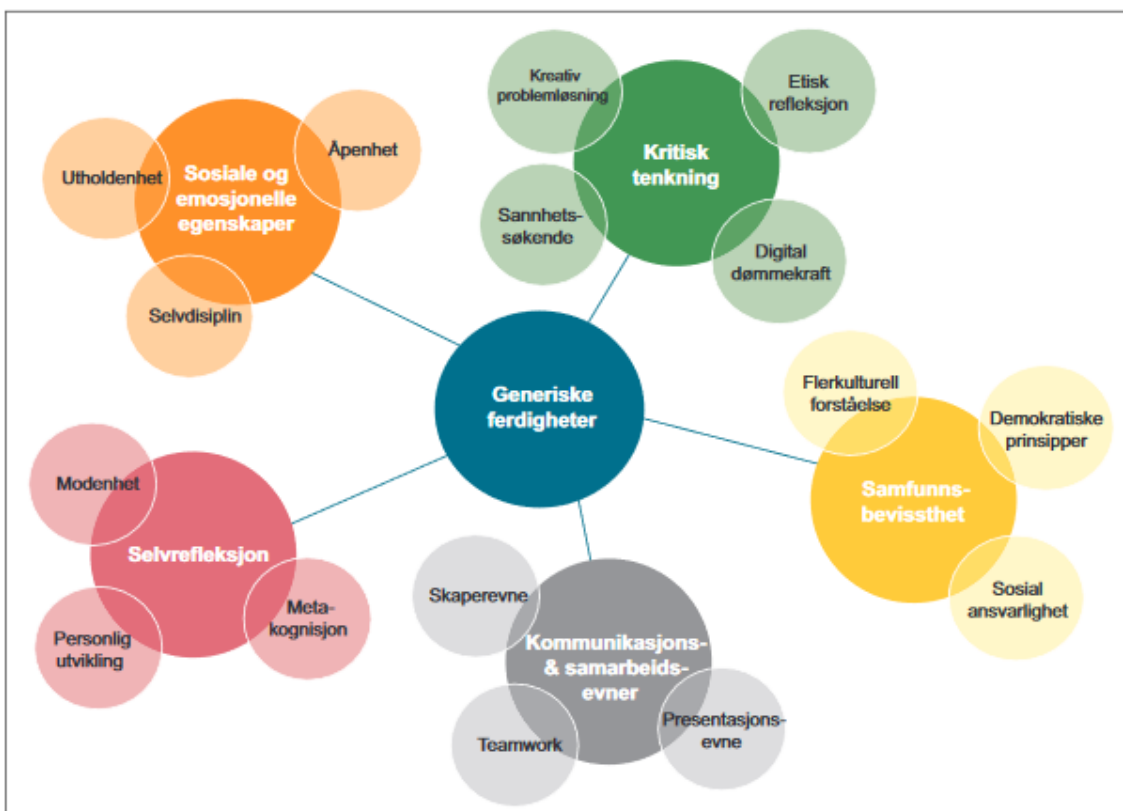 Sosiale og
emosjonelle
egenskaper
Utholdenhet
Åpenhet
Selvdisiplin
Kritisk
tenkning
Kreativ
problemløsning
Etisk
refleksjon
Sannhets-
søkende
Digital
dømmekraft
Generiske
ferdigheter
Samfunns-
bevissthet
Flerkulturell
forståelse
Demokratiske
prinsipper
Sosial
ansvarlighet
Selvrefleksjon
Modenhet
Personlig
utvikling
Meta-
kognisjon
Kommunikasjons-
& samarbeids-
evner
Skaperevne
Teamwork
Presentasjons-
evne